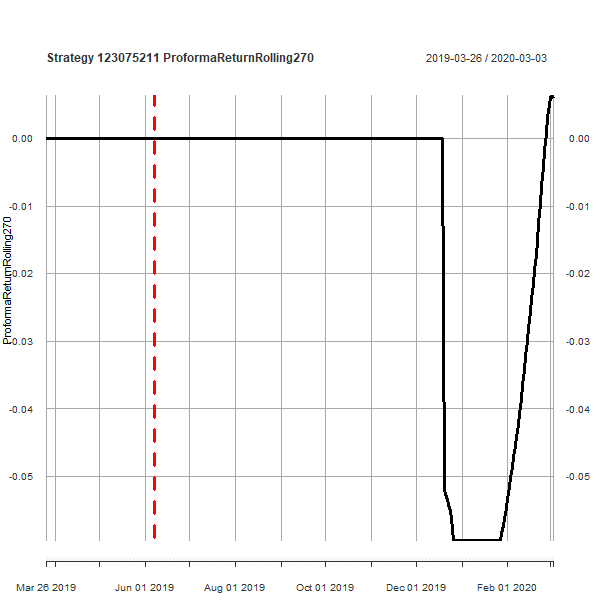 Strategy 123075211 ProformaReturnRolling270
2019-03-26 / 2020-03-03
0.00
0.00
-0.01
-0.01
-0.02
-0.02
-0.03
-0.03
-0.04
-0.04
-0.05
-0.05
ProformaReturnRolling270
Mar 26 2019
Jun 01 2019
Aug 01 2019
Oct 01 2019
Dec 01 2019
Feb 01 2020